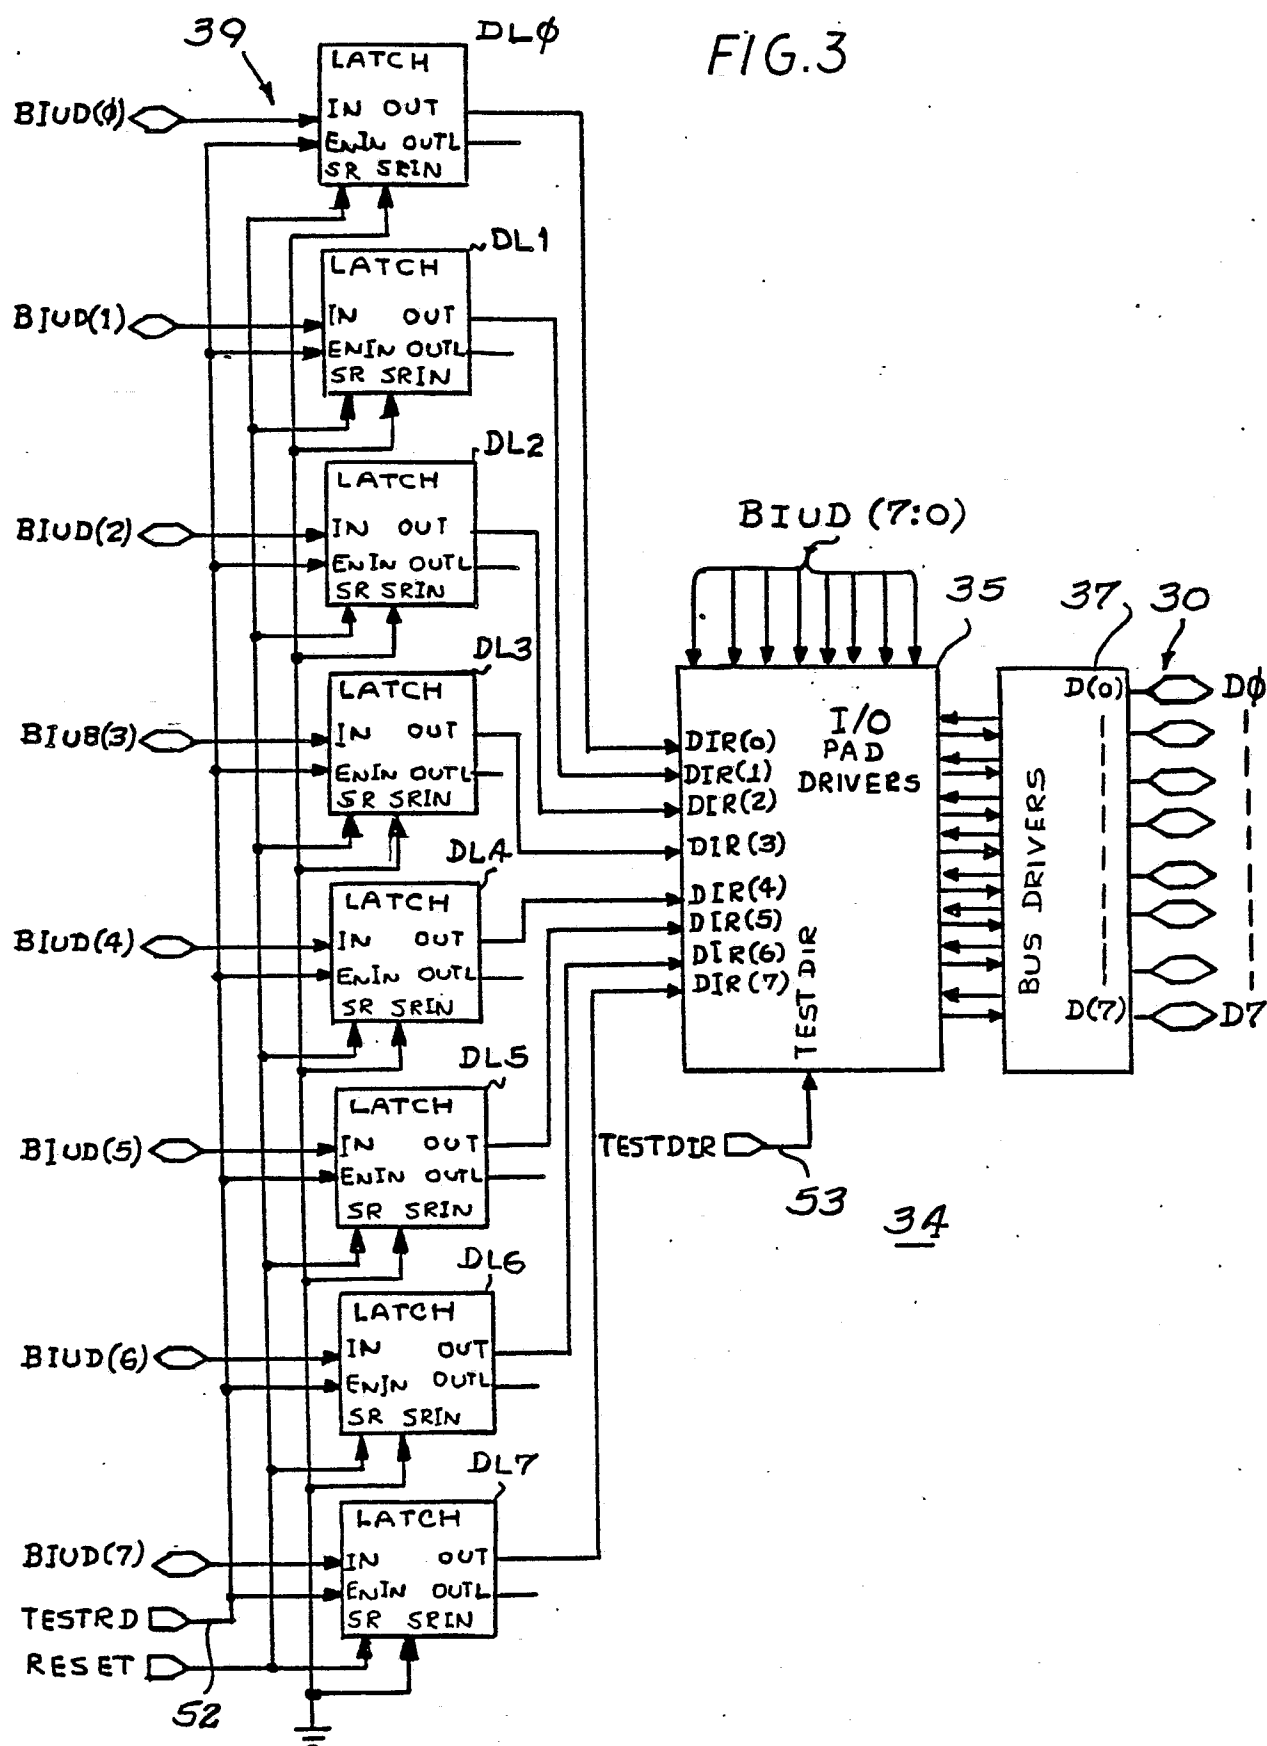 FIG.3
39
DLØ
LATCH
BIUD(Ø)
IN OUT
ENIN OUTL
SR SRIN
DL1
LATCH
BIUD(1)
IN OUT
ENIN OUTL
SR SRIN
DL2
LATCH
BIUD(2)
IN OUT
ENIN OUTL
SR SRIN
DL3
LATCH
BIUB(3)
IN OUT
ENIN OUTL
SR SRIN
DL4
LATCH
BIUD(4)
IN OUT
ENIN OUTL
SR SRIN
DL5
LATCH
BIUD(5)
IN OUT
ENIN OUTL
SR SRIN
DL6
LATCH
BIUD(6)
IN OUT
ENIN OUTL
SR SRIN
DL7
LATCH
BIUD(7)
IN OUT
ENIN OUTL
SR SRIN
TESTRD
RESET
52
BIUD (7:0)
35
I/O
PAD
DRIVERS
DIR(0)
DIR(1)
DIR(2)
DIR(3)
DIR(4)
DIR(5)
DIR(6)
DIR(7)
TEST DIR
TESTDIR
53
34
37
30
BUS DRIVERS
D(0)
D(7)
DØ
D7